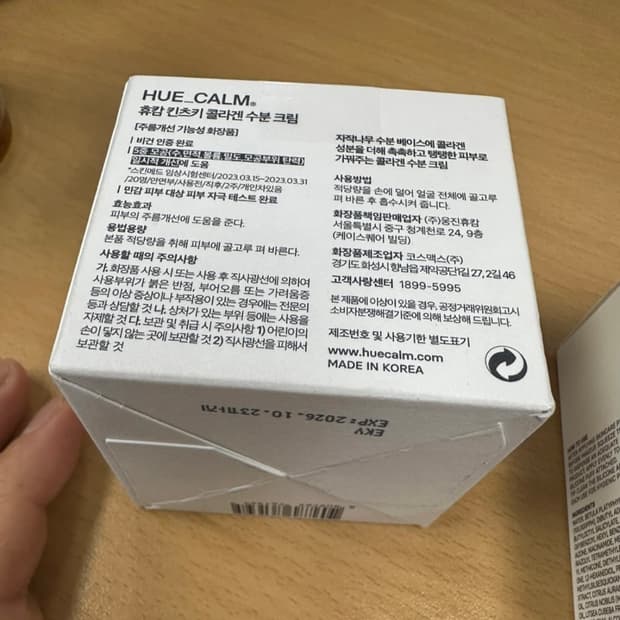 HUE_CALM®
휴캄 킨츠키 콜라겐 수분 크림
[주름개선 기능성 화장품]
| 비건 인증 완료
5종 모공(수,면적,볼륨,밀도,모공부위 탄력)
일시적 개선에 도움
*스킨메드 임상시험센터/2023.03.15~2023.03.31
/20명/안면부/사용전/직후/2주/개인차있음
| 민감 피부 대상 피부 자극 테스트 완료
효능효과
피부의 주름개선에 도움을 준다.
용법용량
본품 적당량을 취해 피부에 골고루 펴 바른다.
사용할 때의 주의사항
가. 화장품 사용 시 또는 사용 후 직사광선에 의하여
사용부위가 붉은 반점, 부어오름 또는 가려움증
등의 이상 증상이나 부작용이 있는 경우에는 전문의
등과 상담할 것 나. 상처가 있는 부위 등에는 사용을
자제할 것 다. 보관 및 취급 시 주의사항 1) 어린이의
손이 닿지 않는 곳에 보관할 것 2) 직사광선을 피해서
보관할 것
자작나무 수분 베이스에 콜라겐
성분을 더해 촉촉하고 탱탱한 피부로
가꿔주는 콜라겐 수분 크림
사용방법
적당량을 손에 덜어 얼굴 전체에 골고루
펴 바른 후 흡수시켜 줍니다.
화장품책임판매업자 (주)웅진휴캄
서울특별시 중구 청계천로 24, 9층
(케이스퀘어 빌딩)
화장품제조업자 코스맥스(주)
경기도 화성시 향남읍 제약공단1길 27, 2길 46
고객사랑센터 1899-5995
본 제품에 이상이 있을 경우, 공정거래위원회고시
소비자분쟁해결기준에 의해 보상해 드립니다.
제조번호 및 사용기한 별도표기
www.huecalm.com
MADE IN KOREA
EKV
EXP:2026.10.23까지
HOW TO USE
INGREDIENTS